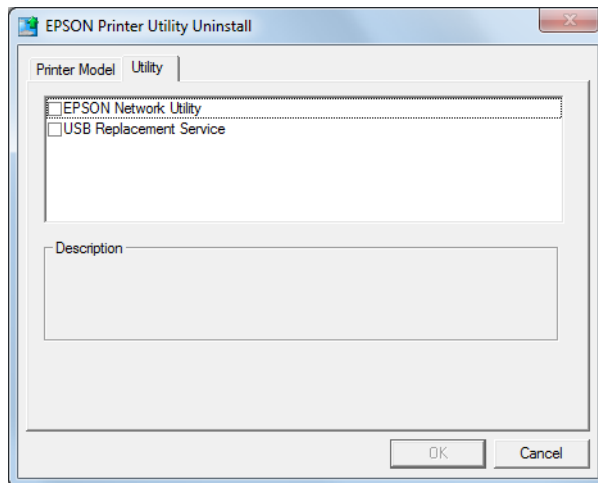 EPSON Printer Utility Uninstall
Printer Model Utility
EPSON Network Utility
USB Replacement Service
Description
OK Cancel